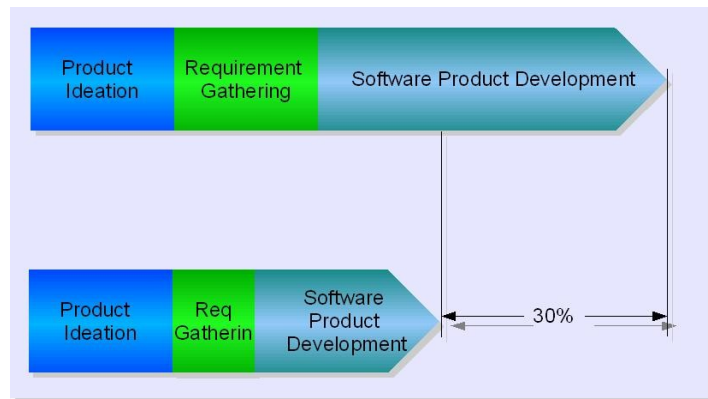 Product
Ideation
Requirement
Gathering
Software Product Development
Product
Ideation
Req
Gatherin
Software
Product
Development
30%